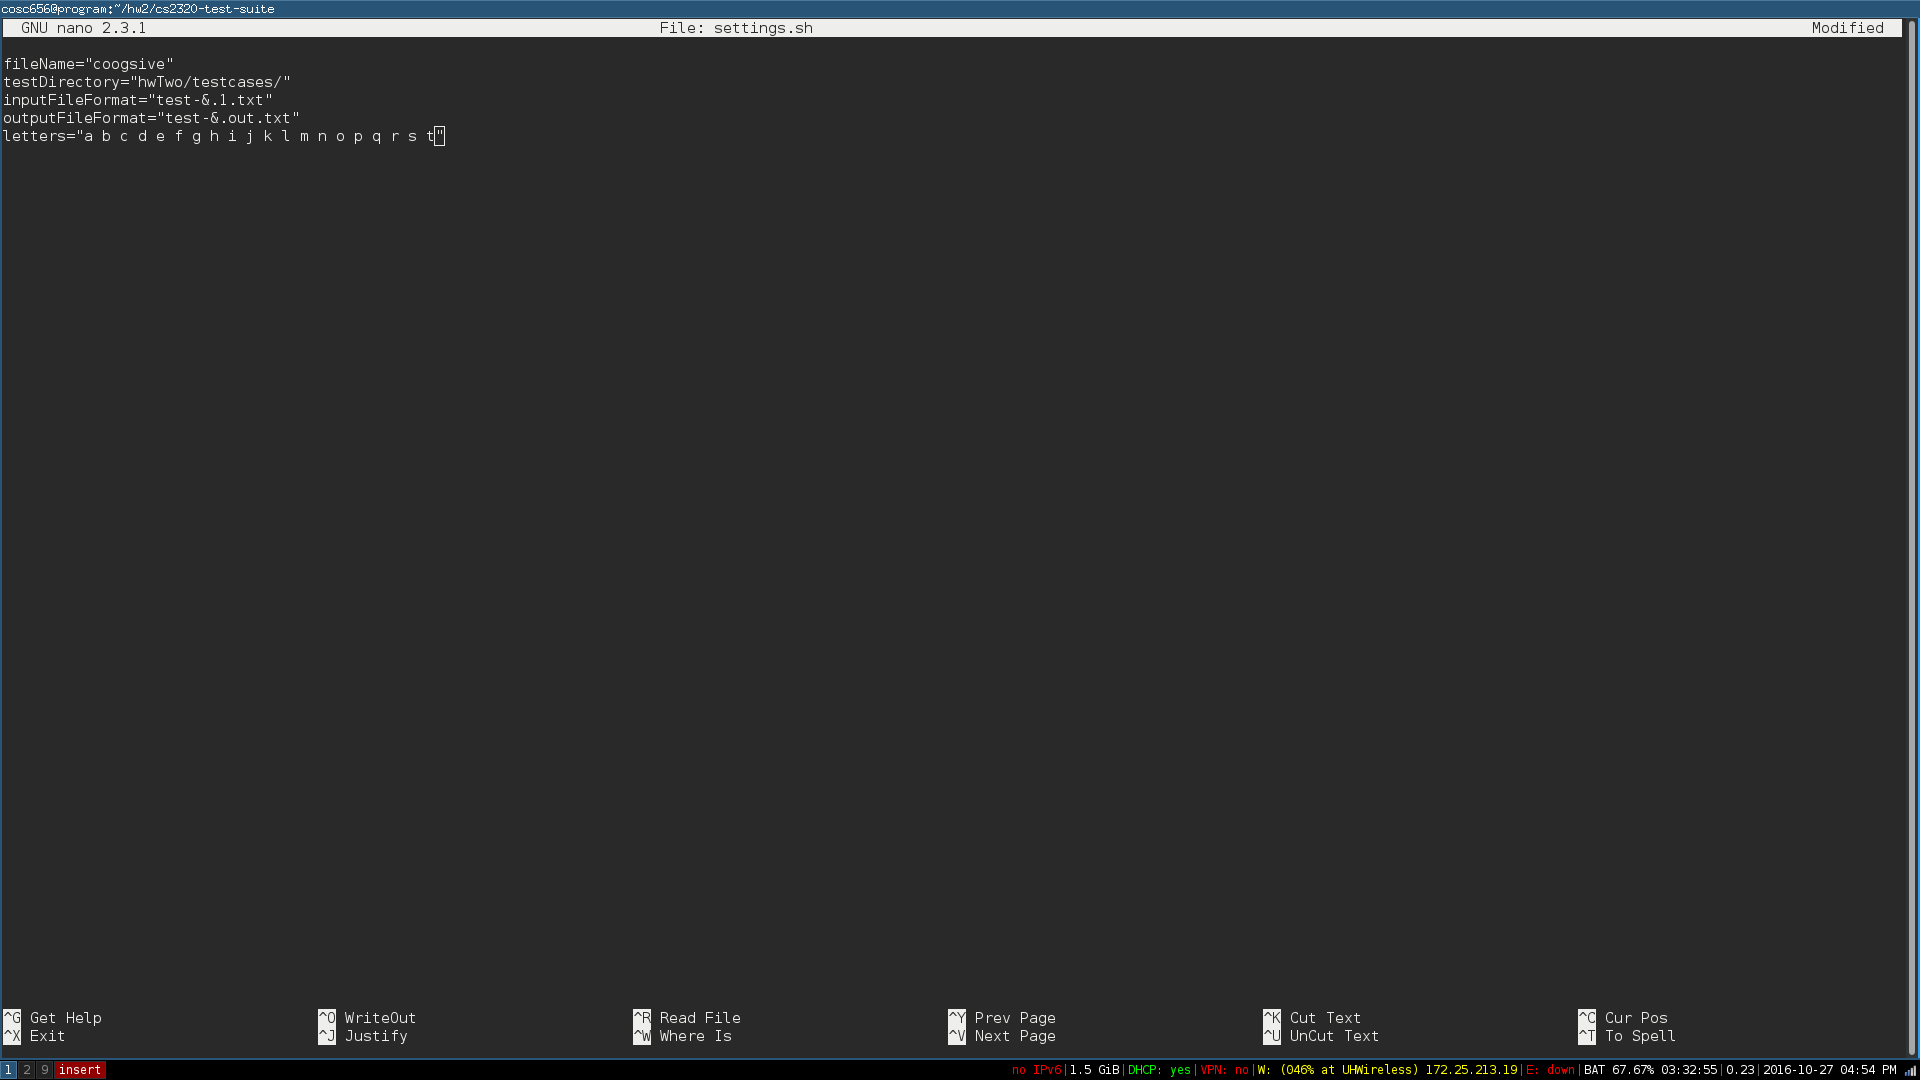 cosc6560@program:~/hw2/cs2320-test-suite
GNU nano 2.3.1 File: settings.sh Modified
fileName="coogsive"
testDirectory="hwTwo/testcases/"
inputFileFormat="test-&.1.txt"
outputFileFormat="test-&.out.txt"
letters="a b c d e f g h i j k l m n o p q r s t"
^G Get Help ^O WriteOut ^R Read File ^Y Prev Page ^K Cut Text ^C Cur Pos
^X Exit ^J Justify ^W Where Is ^V Next Page ^U UnCut Text ^T To Spell
1 2 9 insert no IPv6|1.5 GiB|DHCP: yes|VPN: no|W: (046% at UHWireless) 172.25.213.19|E: down|BAT 67.67% 03:32:55|0.23|2016-10-27 04:54 PM